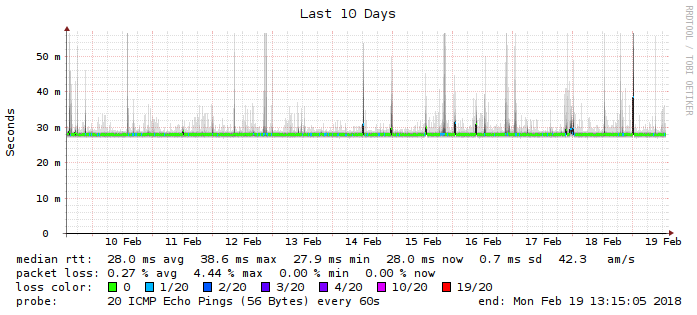 Last 10 Days
RRDTOOL / TOBI OETIKER
Seconds
50 m
40 m
30 m
20 m
10 m
0
10 Feb 11 Feb 12 Feb 13 Feb 14 Feb 15 Feb 16 Feb 17 Feb 18 Feb 19 Feb
median rtt: 28.0 ms avg 38.6 ms max 27.9 ms min 28.0 ms now 0.7 ms sd 42.3 am/s
packet loss: 0.27 % avg 4.44 % max 0.00 % min 0.00 % now
loss color: 0 1/20 2/20 3/20 4/20 10/20 19/20
probe: 20 ICMP Echo Pings (56 Bytes) every 60s end: Mon Feb 19 13:15:05 2018